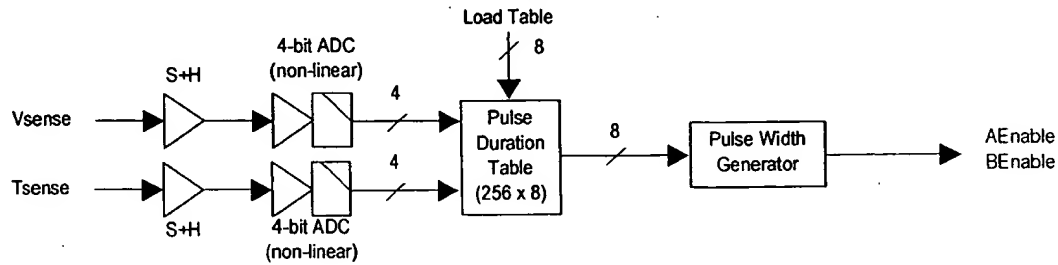 Load Table
8
4-bit ADC
(non-linear)
S+H
4
Vsense
Pulse
Duration
Table
(256 x 8)
8
Pulse Width
Generator
AEnable
BEnable
4
Tsense
S+H
4-bit ADC
(non-linear)